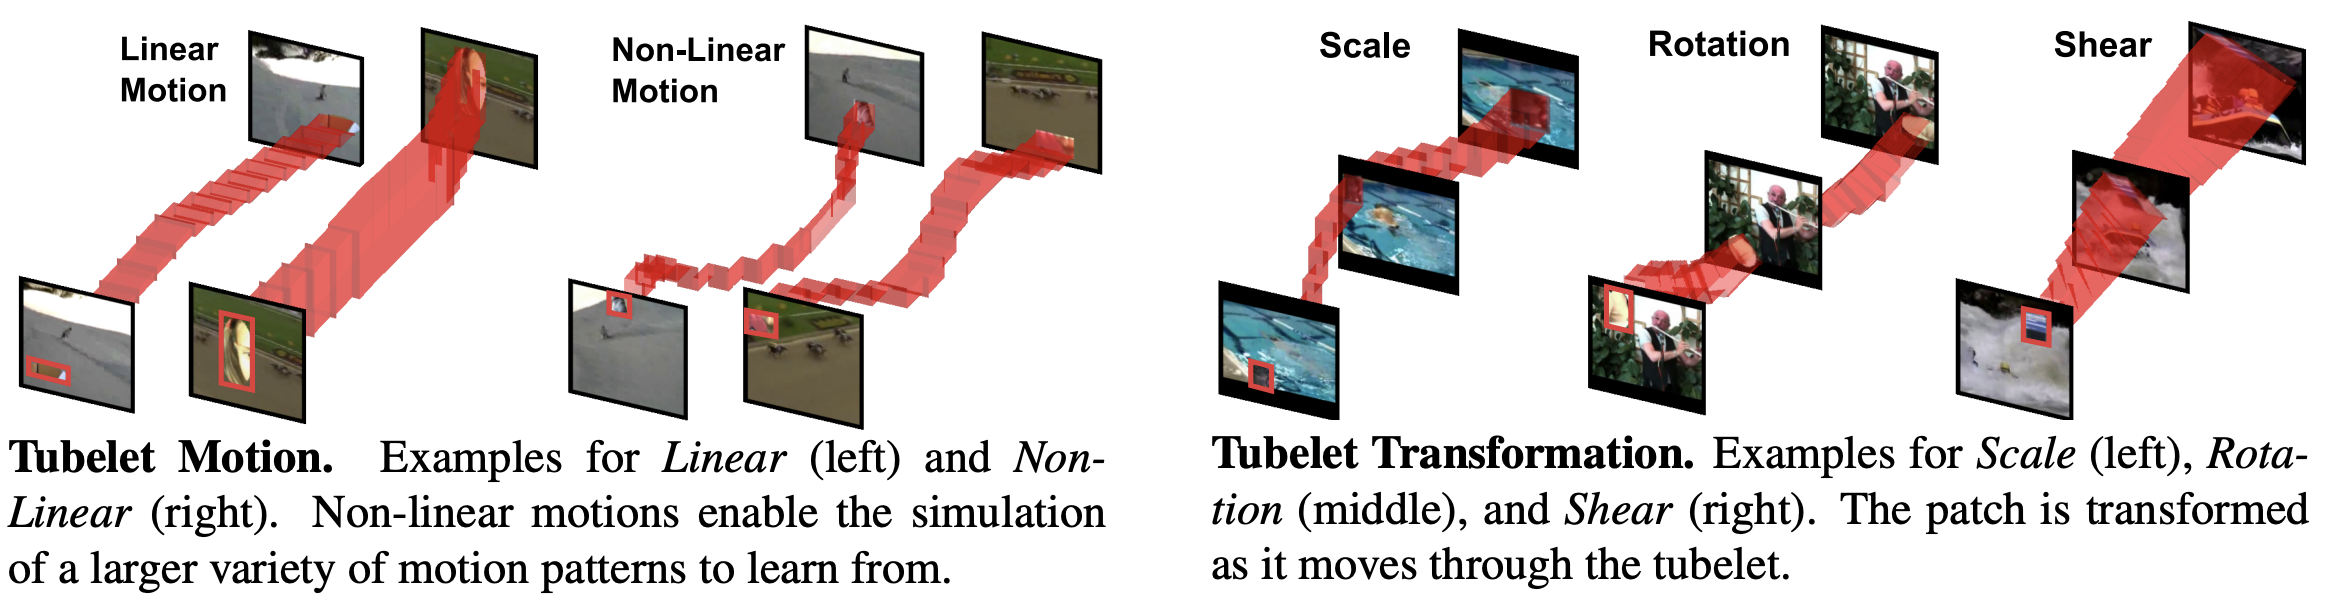 Linear
Motion
Non-Linear
Motion
Scale
Rotation
Shear
Tubelet Motion. Examples for Linear (left) and Non-
Linear (right). Non-linear motions enable the simulation
of a larger variety of motion patterns to learn from.
Tubelet Transformation. Examples for Scale (left), Rota-
tion (middle), and Shear (right). The patch is transformed
as it moves through the tubelet.